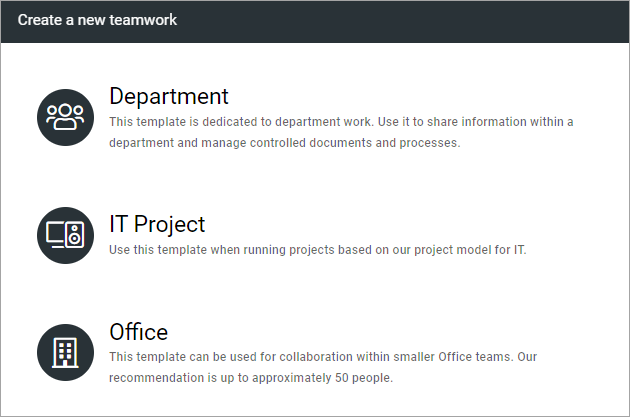 Create a new teamwork
Department
This template is dedicated to department work. Use it to share information within a
department and manage controlled documents and processes.
IT Project
Use this template when running projects based on our project model for IT.
Office
This template can be used for collaboration within smaller Office teams. Our
recommendation is up to approximately 50 people.